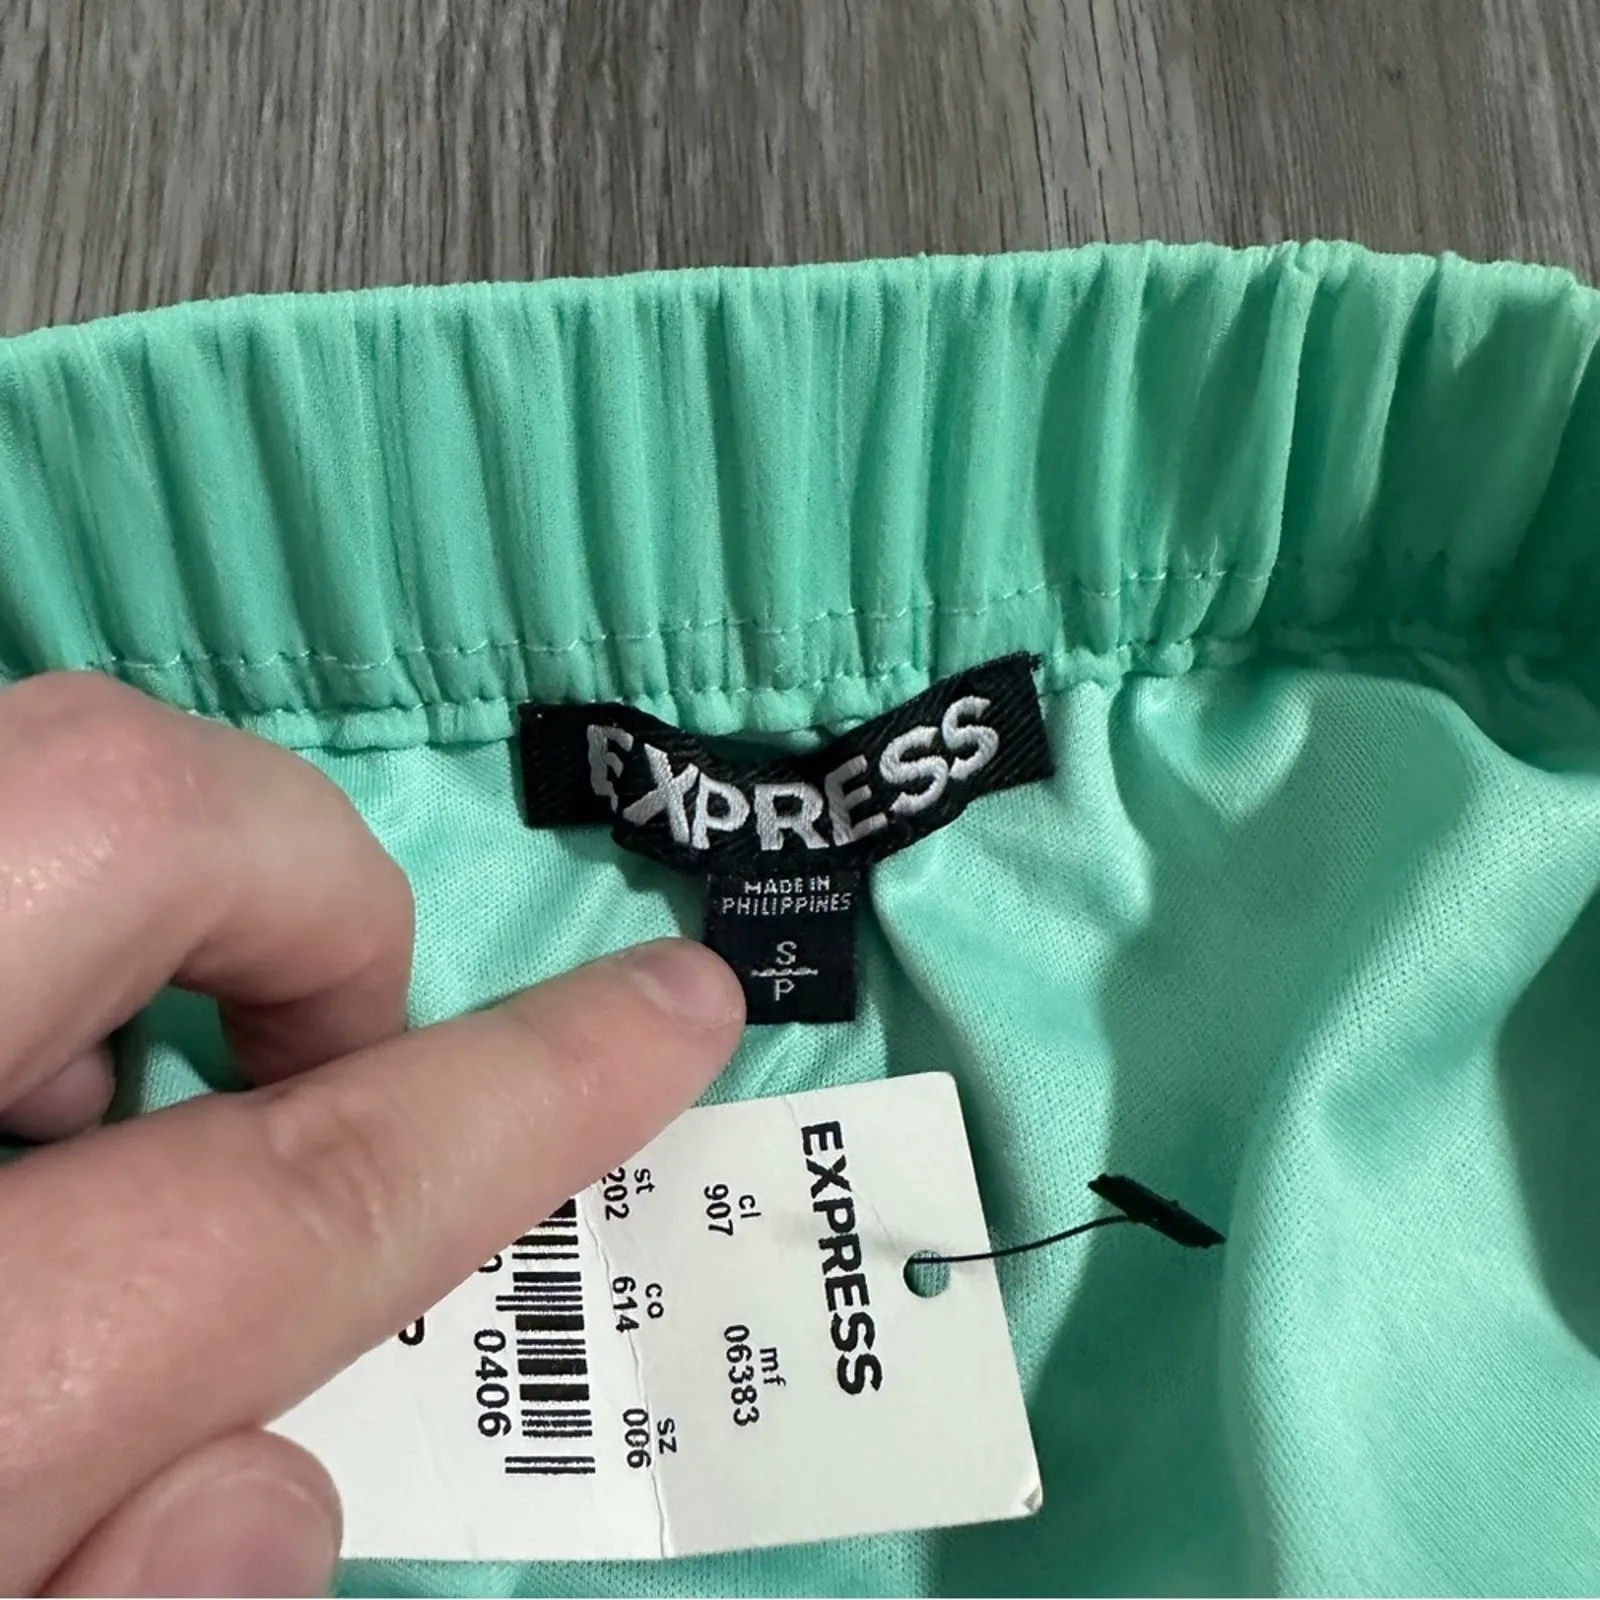 EXPRESS
MADE IN
PHILIPPINES
S
P
EXPRESS
cl mf
907 06383
st co sz
202 614 006
0406